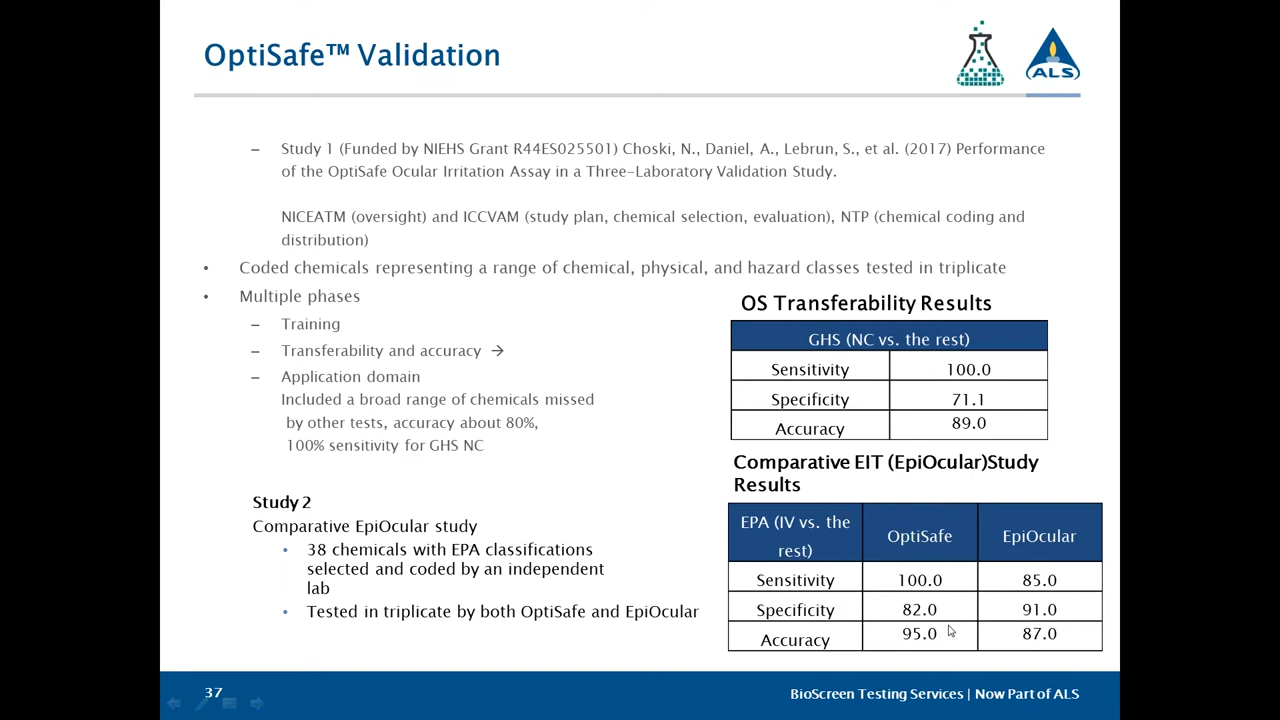 OptiSafe™ Validation
ALS
– Study 1 (Funded by NIEHS Grant R44ES025501) Choski, N., Daniel, A., Lebrun, S., et al. (2017) Performance
of the OptiSafe Ocular Irritation Assay in a Three-Laboratory Validation Study.
NICEATM (oversight) and ICCVAM (study plan, chemical selection, evaluation), NTP (chemical coding and
distribution)
• Coded chemicals representing a range of chemical, physical, and hazard classes tested in triplicate
• Multiple phases
– Training
– Transferability and accuracy →
– Application domain
Included a broad range of chemicals missed
by other tests, accuracy about 80%,
100% sensitivity for GHS NC
Study 2
Comparative EpiOcular study
• 38 chemicals with EPA classifications
selected and coded by an independent
lab
• Tested in triplicate by both OptiSafe and EpiOcular
OS Transferability Results
GHS (NC vs. the rest)
Sensitivity 100.0
Specificity 71.1
Accuracy 89.0
Comparative EIT (EpiOcular)Study
Results
EPA (IV vs. the
rest) OptiSafe EpiOcular
Sensitivity 100.0 85.0
Specificity 82.0 91.0
Accuracy 95.0 87.0
37
BioScreen Testing Services | Now Part of ALS